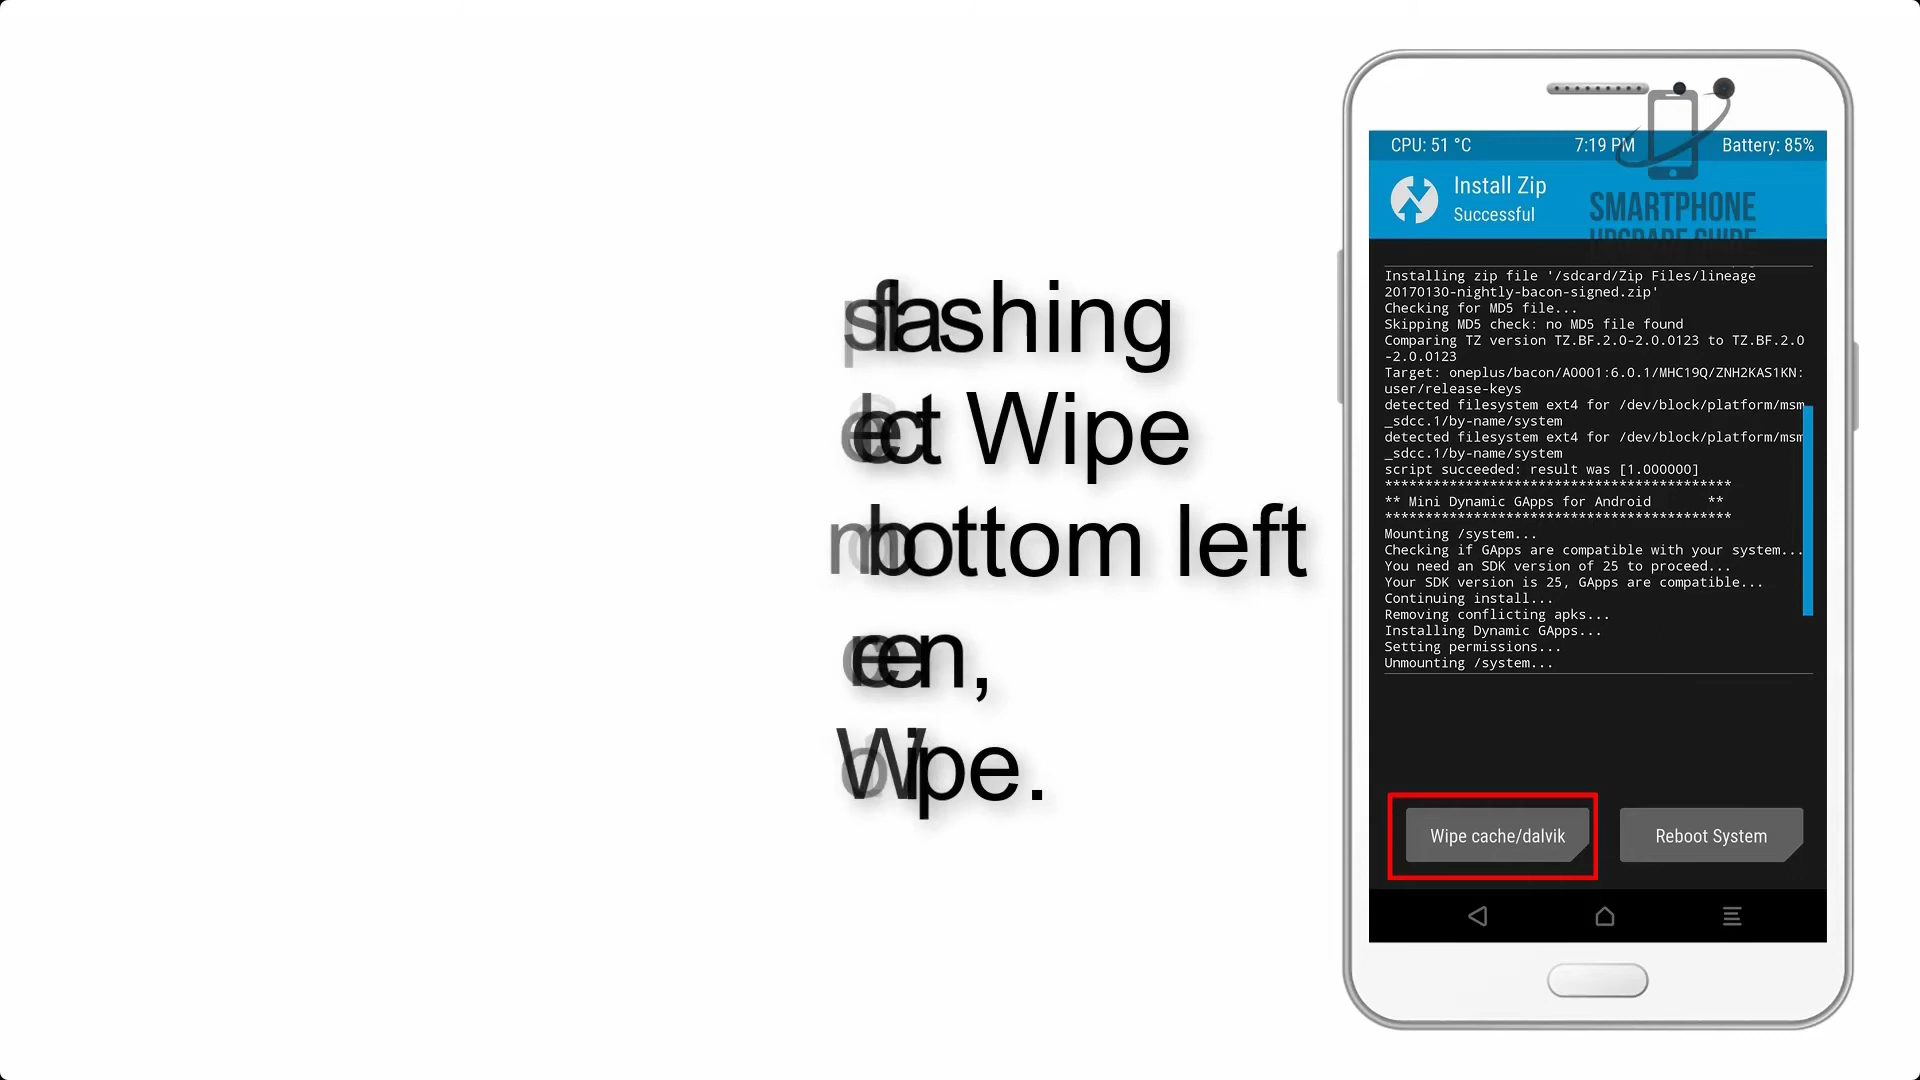 flashing
Wipe
bottom left
Wipe.
CPU: 51 °C 7:19 PM Battery: 85%
Install Zip
Successful
SMARTPHONE
UPGRADE GUIDE
Installing zip file '/sdcard/Zip Files/lineage
20170130-nightly-bacon-signed.zip'
Checking for MD5 file...
Skipping MD5 check: no MD5 file found
Comparing TZ version TZ.BF.2.0-2.0.0123 to TZ.BF.2.0
-2.0.0123
Target: oneplus/bacon/A0001:6.0.1/MHC19Q/ZNH2KAS1KN:
user/release-keys
detected filesystem ext4 for /dev/block/platform/msm
_sdcc.1/by-name/system
detected filesystem ext4 for /dev/block/platform/msm
_sdcc.1/by-name/system
script succeeded: result was [1.000000]
*******************************************
** Mini Dynamic GApps for Android **
*******************************************
Mounting /system...
Checking if GApps are compatible with your system...
You need an SDK version of 25 to proceed...
Your SDK version is 25, GApps are compatible...
Continuing install...
Removing conflicting apks...
Installing Dynamic GApps...
Setting permissions...
Unmounting /system...
Wipe cache/dalvik
Reboot System